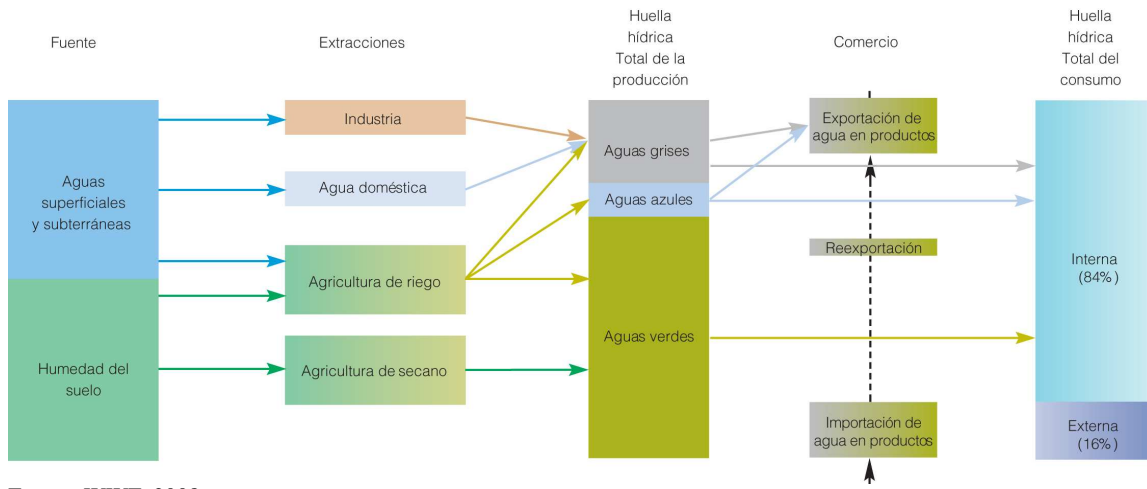 Fuente
Extracciones
Huella
hídrica
Total de la
producción
Comercio
Huella
hídrica
Total del
consumo
Aguas
superficiales
y subterráneas
Humedad del
suelo
Industria
Agua doméstica
Agricultura de riego
Agricultura de secano
Aguas grises
Aguas azules
Aguas verdes
Exportación de
agua en productos
Reexportación
Importación de
agua en productos
Interna
(84%)
Externa
(16%)